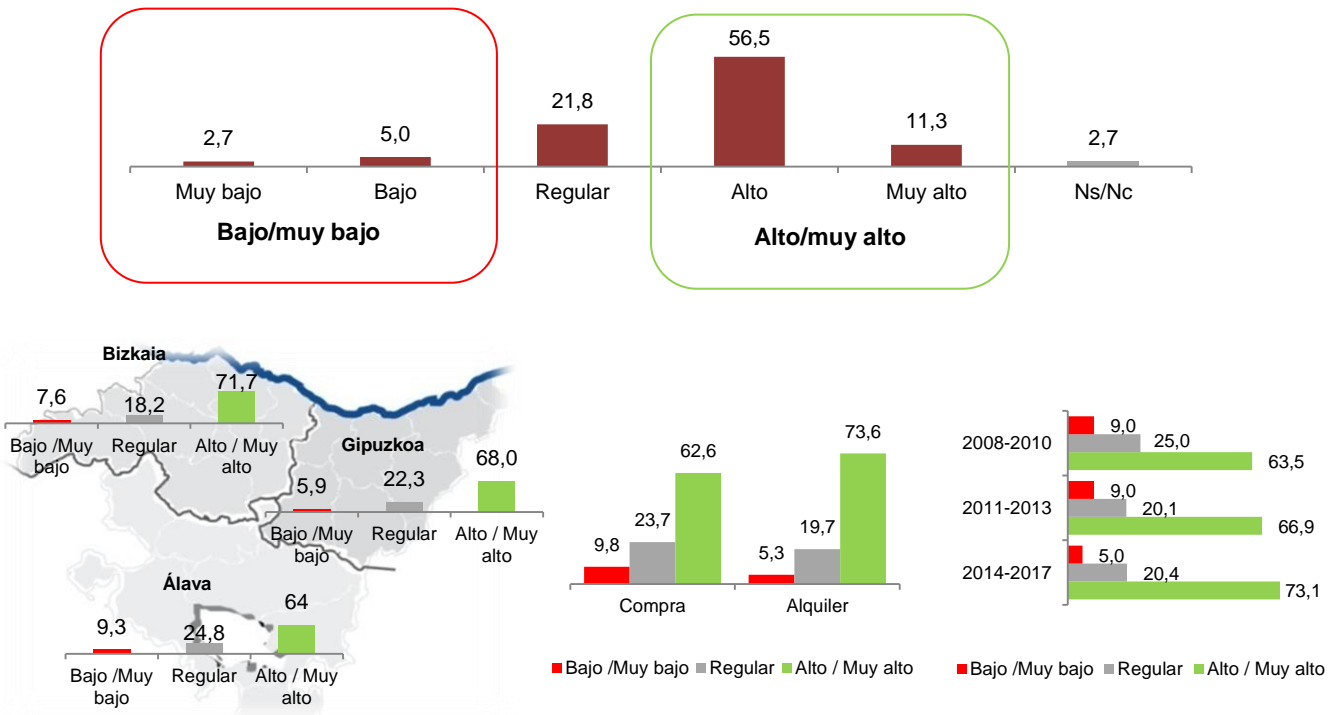 2,7
5,0
21,8
56,5
11,3
2,7
Muy bajo
Bajo
Regular
Alto
Muy alto
Ns/Nc
Bajo/muy bajo
Alto/muy alto
Bizkaia
7,6
18,2
71,7
Bajo /Muy
bajo
Regular
Alto / Muy
alto
Gipuzkoa
5,9
22,3
68,0
Bajo /Muy
bajo
Regular
Alto / Muy
alto
Álava
9,3
24,8
64
Bajo /Muy
bajo
Regular
Alto / Muy
alto
9,8
23,7
62,6
5,3
19,7
73,6
Compra
Alquiler
Bajo /Muy bajo Regular Alto / Muy alto
2008-2010
9,0
25,0
63,5
2011-2013
9,0
20,1
66,9
2014-2017
5,0
20,4
73,1
Bajo /Muy bajo Regular Alto / Muy alto